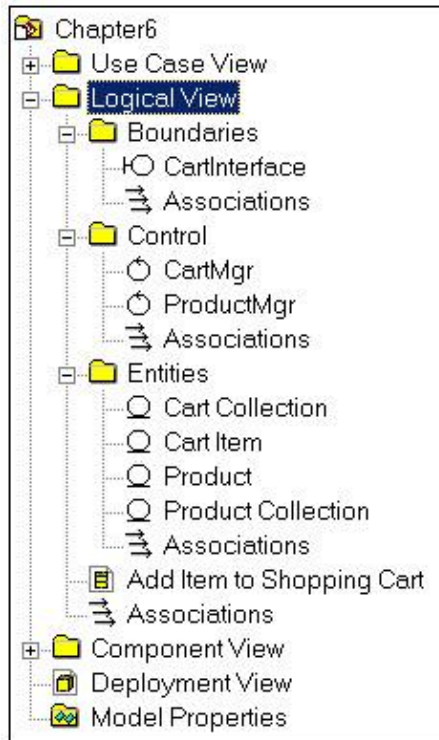 Chapter6
Use Case View
Logical View
Boundaries
CartInterface
Associations
Control
CartMgr
ProductMgr
Associations
Entities
Cart Collection
Cart Item
Product
Product Collection
Associations
Add Item to Shopping Cart
Associations
Component View
Deployment View
Model Properties